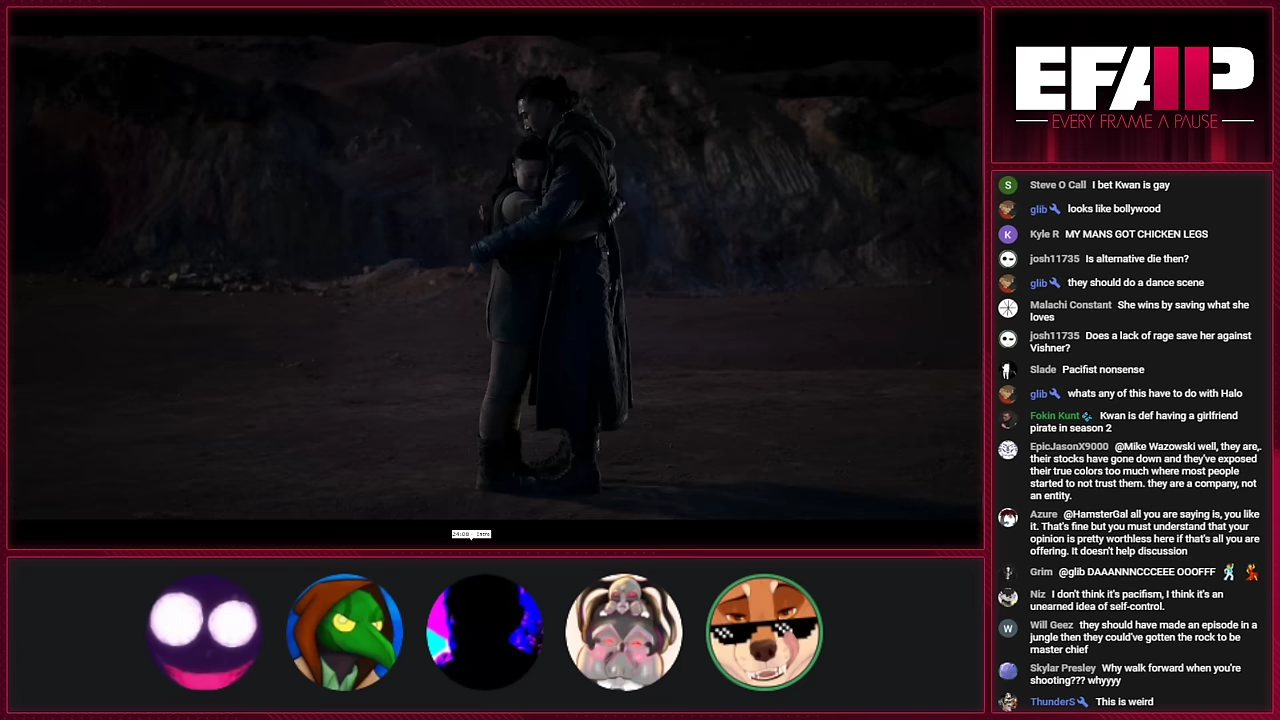 EFAP
EVERY FRAME A PAUSE
Steve O Call I bet Kwan is gay
glib looks like bollywood
Kyle R MY MANS GOT CHICKEN LEGS
josh11735 Is alternative die then?
glib they should do a dance scene
Malachi Constant She wins by saving what she
loves
josh11735 Does a lack of rage save her against
Vishner?
Slade Pacifist nonsense
glib whats any of this have to do with Halo
Fokin Kunt Kwan is def having a girlfriend
pirate in season 2
EpicJasonX9000 @Mike Wazowski well, they are,.
their stocks have gone down and they've exposed
their true colors too much where most people
started to not trust them. they are a company, not
an entity.
Azure @HamsterGal all you are saying is, you like
it. That's fine but you must understand that your
opinion is pretty worthless here if that's all you are
offering. It doesn't help discussion
Grim @glib DAAANNNCCCEEE OOOFFF
Niz I don't think it's pacifism, I think it's an
unearned idea of self-control.
Will Geez they should have made an episode in a
jungle then they could've gotten the rock to be
master chief
Skylar Presley Why walk forward when you're
shooting??? whyyyy
ThunderS This is weird
24:08 - Intro
S
K
W